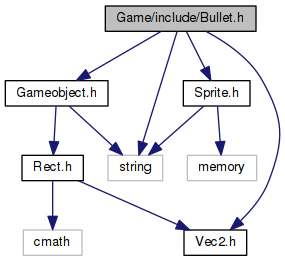 Game/include/Bullet.h
Gameobject.h
Sprite.h
Rect.h
string
memory
cmath
Vec2.h